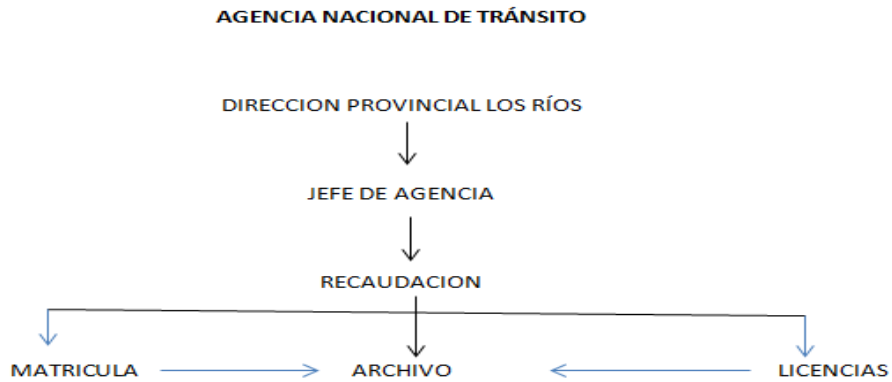 AGENCIA NACIONAL DE TRÁNSITO
DIRECCION PROVINCIAL LOS RÍOS
JEFE DE AGENCIA
RECAUDACION
MATRICULA
ARCHIVO
LICENCIAS